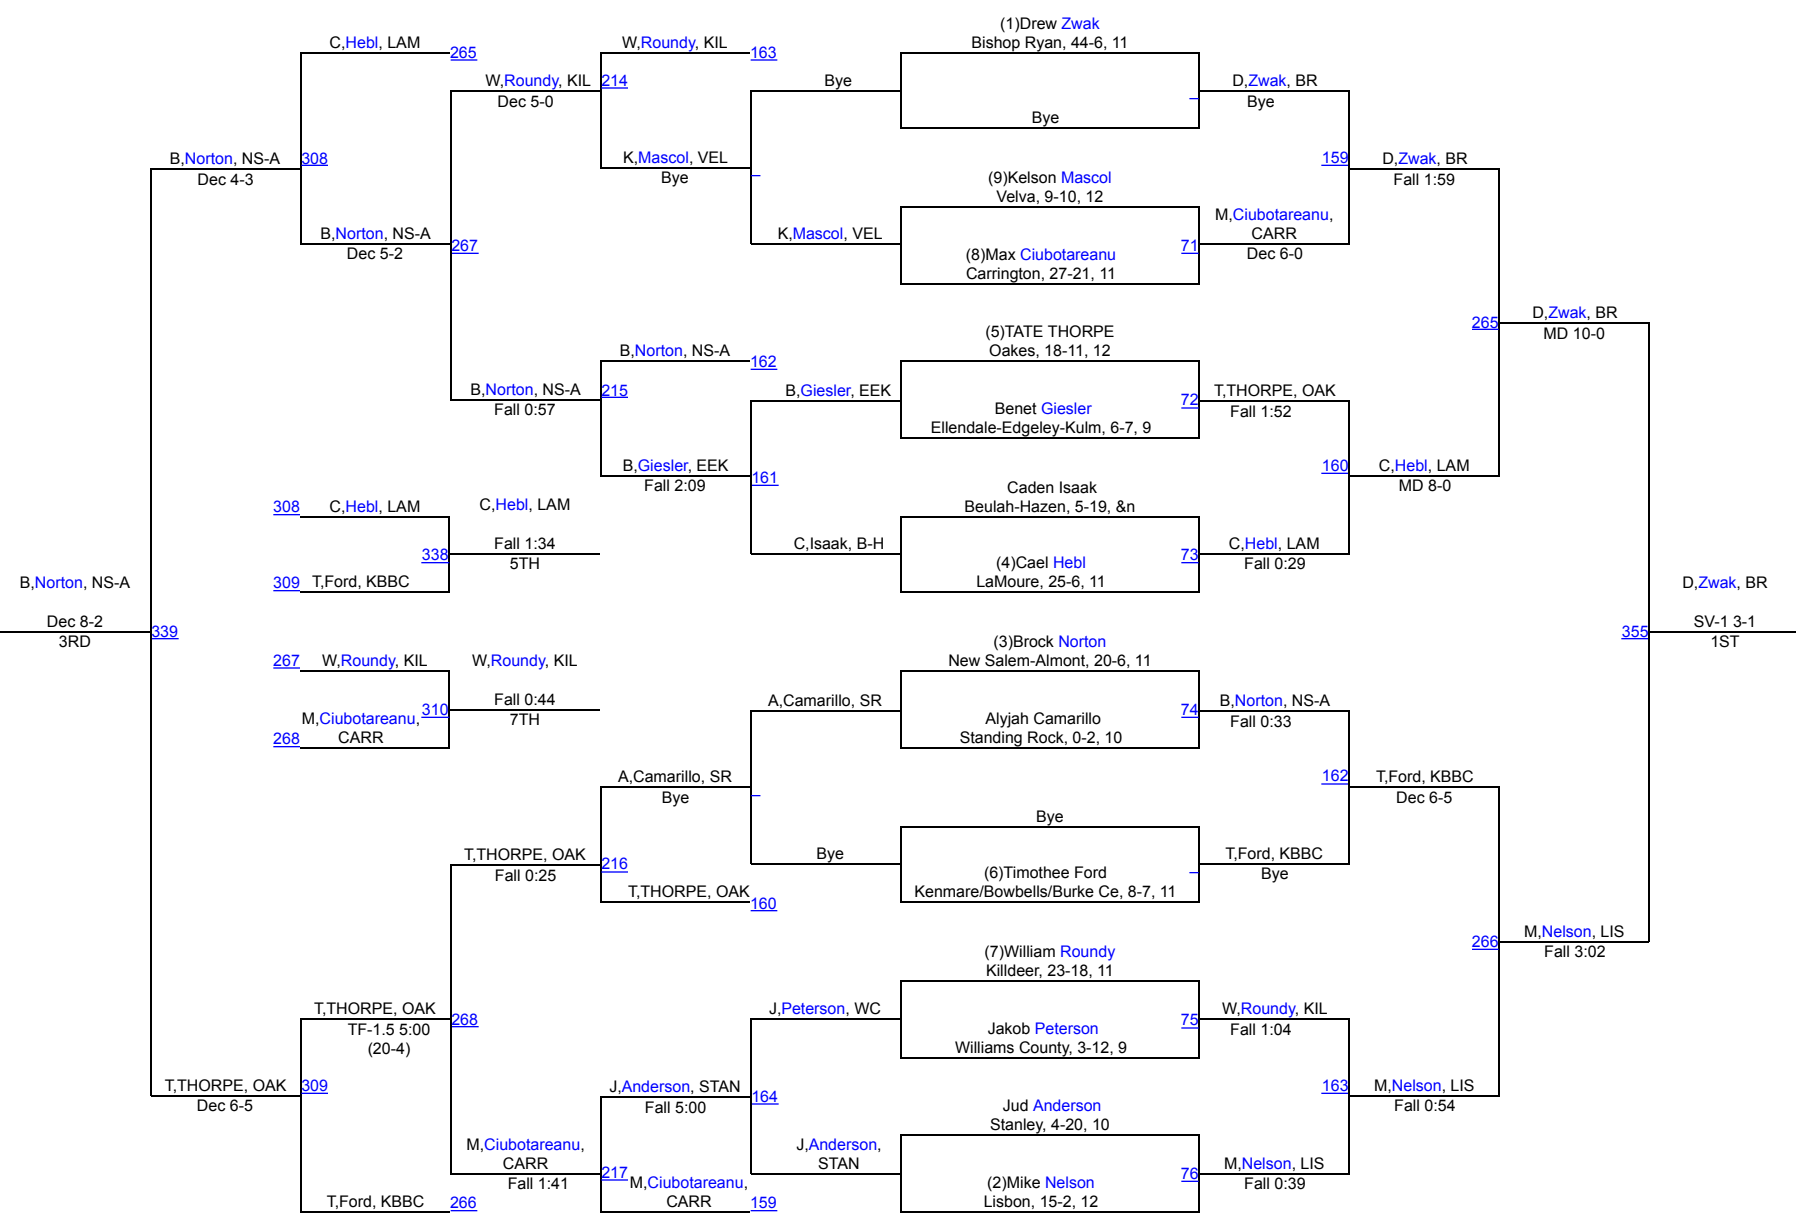 (1)Drew Zwak
C,Hebl, LAM
265
W,Roundy, KIL
163
Bishop Ryan, 44-6, 11
W,Roundy, KIL
214
Bye
D,Zwak, BR
Dec 5-0
_
Bye
Bye
B,Norton, NS-A
308
K,Mascol, VEL
159
D,Zwak, BR
Dec 4-3
Bye
_
(9)Kelson Mascol
Fall 1:59
Velva, 9-10, 12
M,Ciubotareanu,
B,Norton, NS-A
267
K,Mascol, VEL
71
CARR
Dec 5-2
(8)Max Ciubotareanu
Dec 6-0
Carrington, 27-21, 11
D,Zwak, BR
265
MD 10-0
(5)TATE THORPE
B,Norton, NS-A
162
Oakes, 18-11, 12
B,Norton, NS-A
215
B,Giesler, EEK
72
T,THORPE, OAK
Fall 0:57
Benet Giesler
Fall 1:52
Ellendale-Edgeley-Kulm, 6-7, 9
B,Giesler, EEK
161
160
C,Hebl, LAM
Fall 2:09
MD 8-0
Caden Isaak
308
C,Hebl, LAM
C,Hebl, LAM
Beulah-Hazen, 5-19, &n
Fall 1:34
C,Isaak, B-H
C,Hebl, LAM
338
5TH
73
Fall 0:29
(4)Cael Hebl
B,Norton, NS-A
309
T,Ford, KBBC
LaMoure, 25-6, 11
D,Zwak, BR
Dec 8-2
339
355
SV-1 3-1
3RD
1ST
(3)Brock Norton
267
W,Roundy, KIL
W,Roundy, KIL
New Salem-Almont, 20-6, 11
Fall 0:44
A,Camarillo, SR
B,Norton, NS-A
M,Ciubotareanu,
310
7TH
Alyjah Camarillo
74
Fall 0:33
268
CARR
Standing Rock, 0-2, 10
A,Camarillo, SR
162
T,Ford, KBBC
Bye
_
Dec 6-5
Bye
T,THORPE, OAK
216
Bye
T,Ford, KBBC
Fall 0:25
(6)Timothee Ford
_
Bye
T,THORPE, OAK
160
Kenmare/Bowbells/Burke Ce, 8-7, 11
266
M,Nelson, LIS
Fall 3:02
(7)William Roundy
Killdeer, 23-18, 11
T,THORPE, OAK
268
J,Peterson, WC
75
W,Roundy, KIL
TF-1.5 5:00
Jakob Peterson
Fall 1:04
(20-4)
Williams County, 3-12, 9
T,THORPE, OAK
309
J,Anderson, STAN
164
163
M,Nelson, LIS
Dec 6-5
Fall 5:00
Jud Anderson
Fall 0:54
Stanley, 4-20, 10
M,Ciubotareanu,
J,Anderson,
CARR
217
STAN
76
M,Nelson, LIS
Fall 1:41
M,Ciubotareanu,
(2)Mike Nelson
Fall 0:39
T,Ford, KBBC
266
CARR
159
Lisbon, 15-2, 12